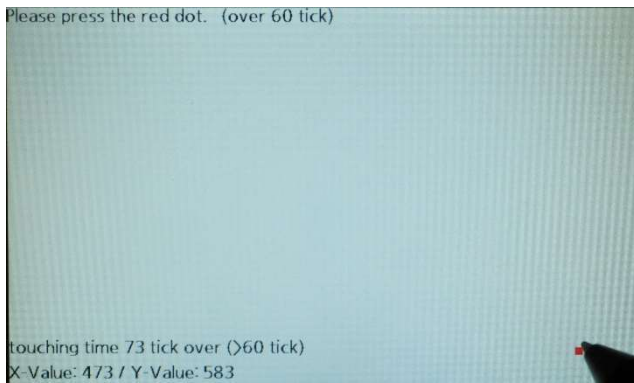 Please press the red dot. (over 60 tick)
touching time 73 tick over (>60 tick)
X-Value: 473 / Y-Value: 583